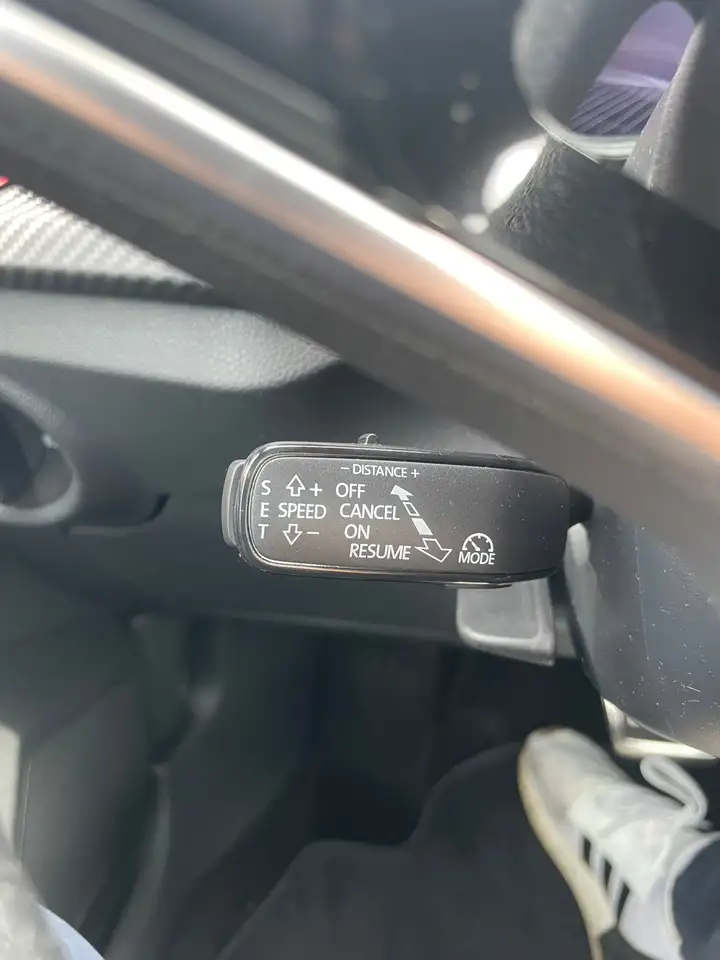 − DISTANCE +
S + OFF
E SPEED CANCEL
T − ON
RESUME
MODE